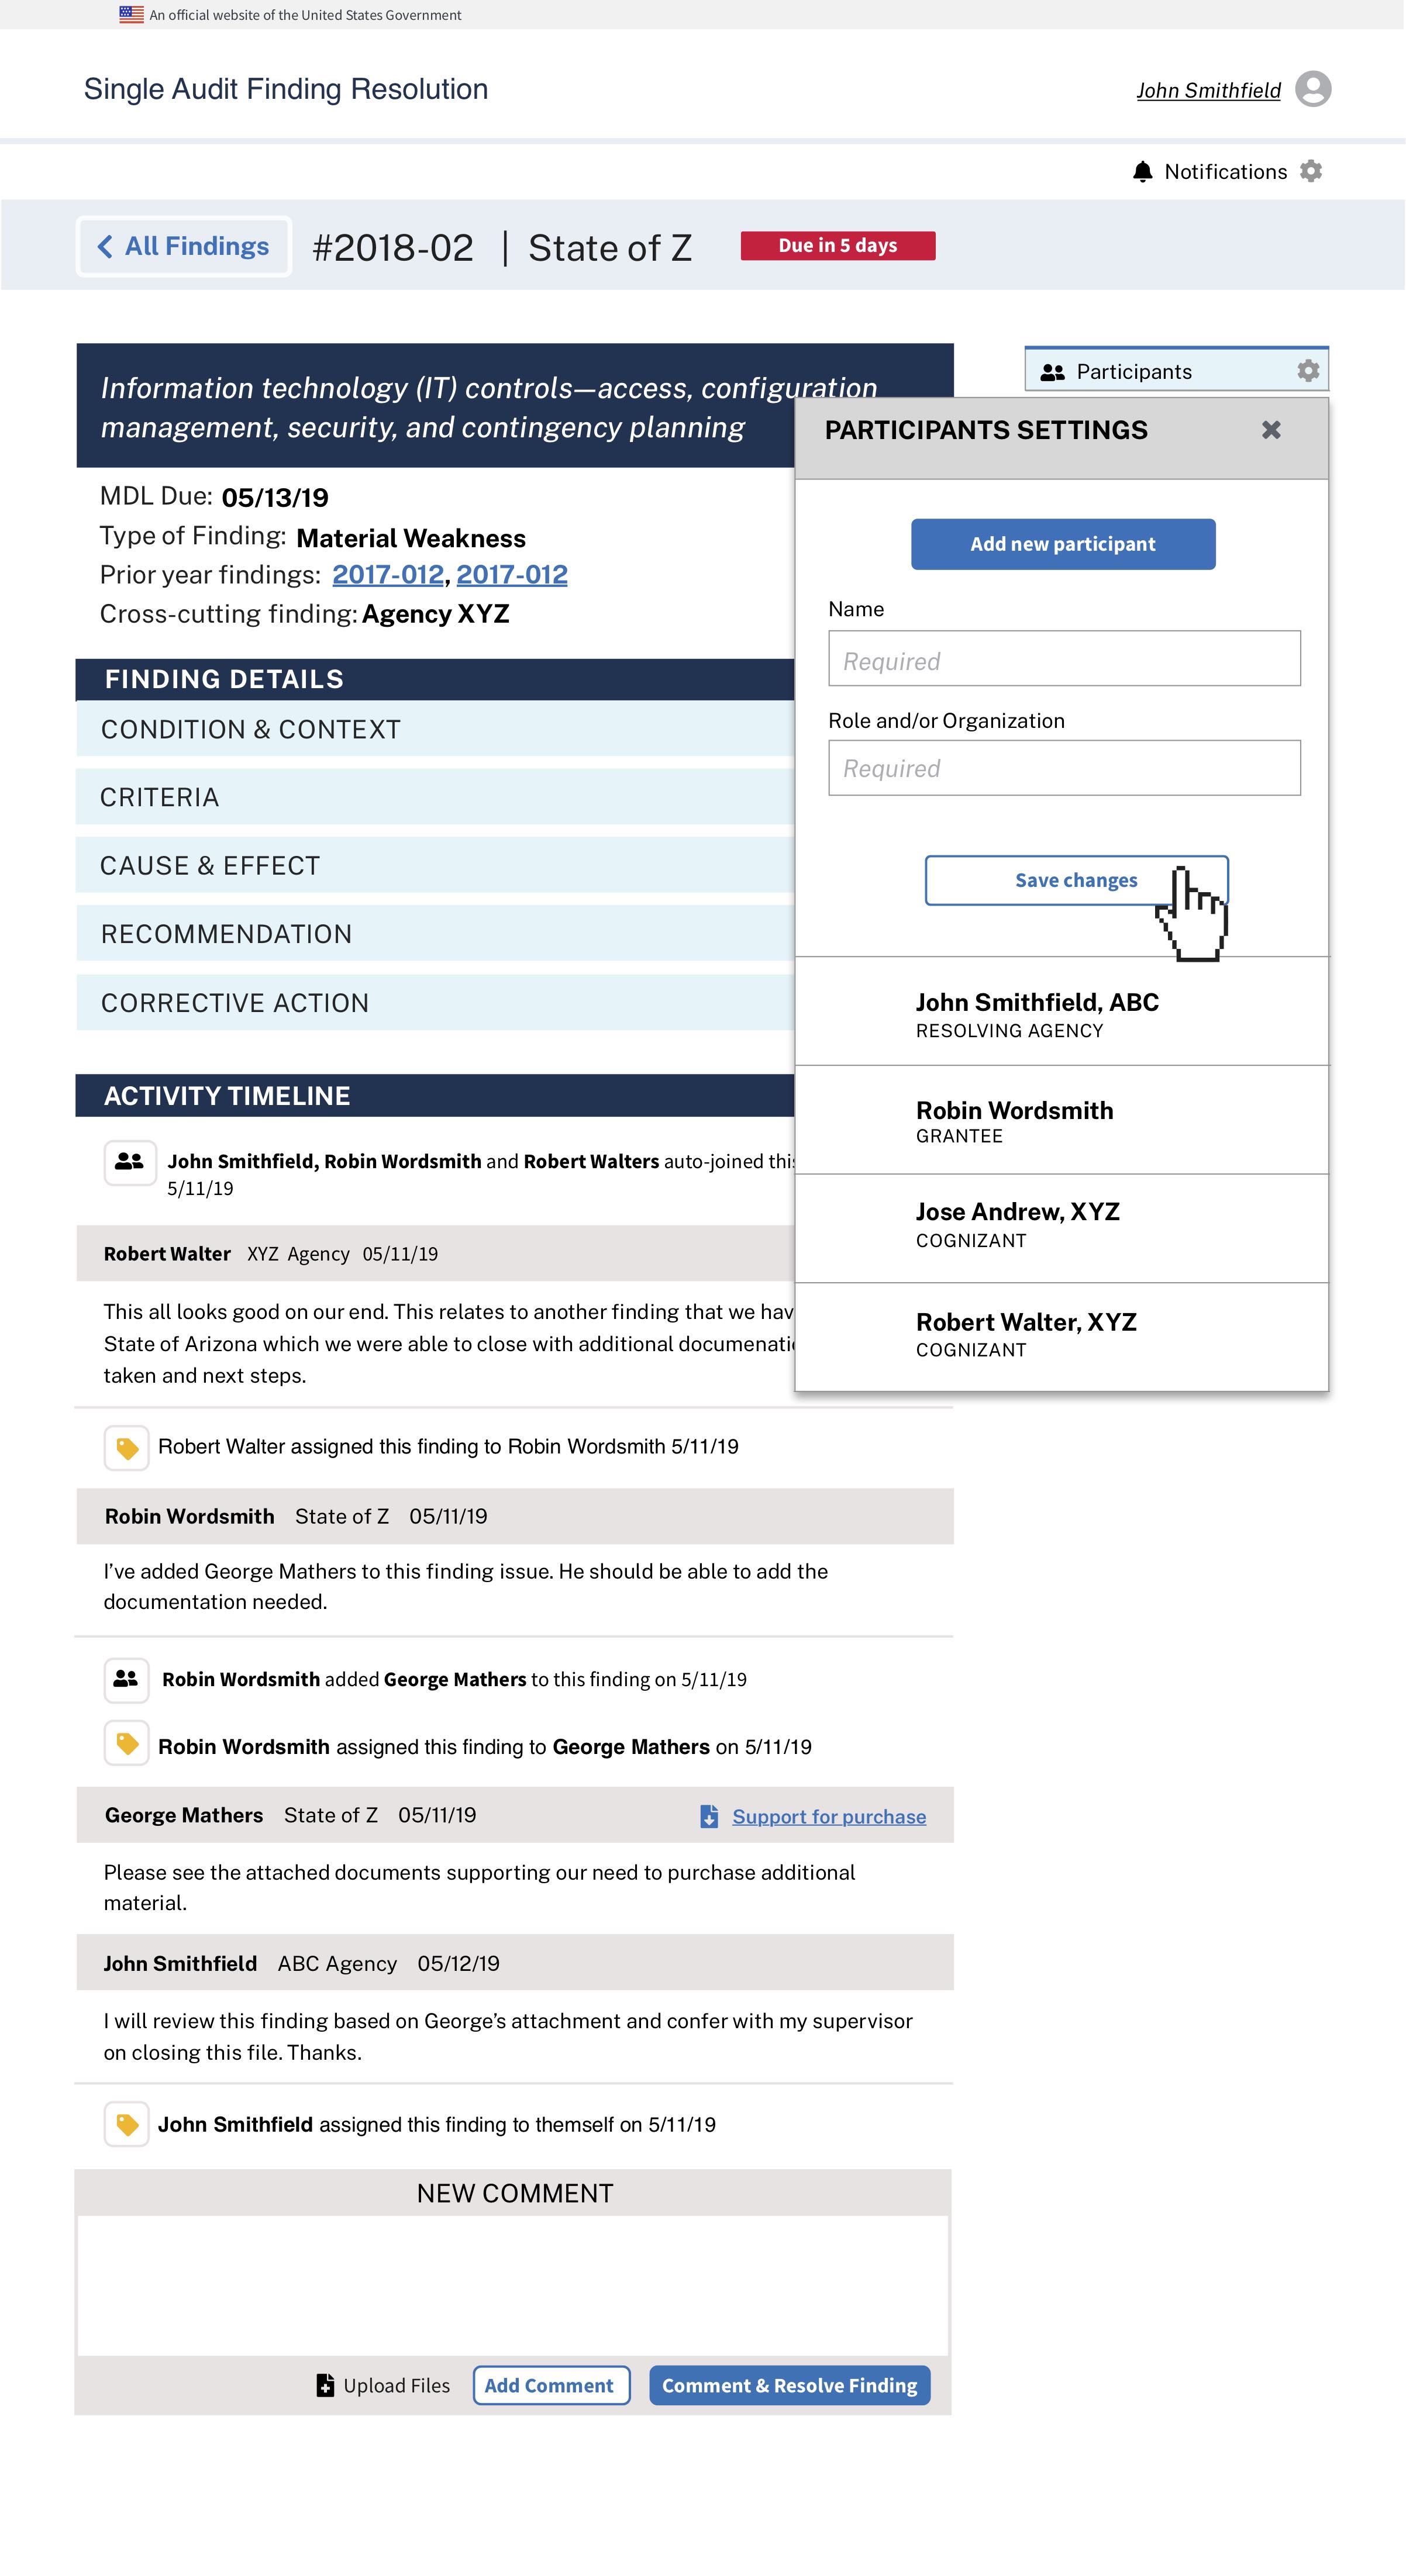 An official website of the United States Government
Single Audit Finding Resolution
John Smithfield
Notifications
All Findings
#2018-02 | State of Z
Due in 5 days
Information technology (IT) controls—access, configuration
management, security, and contingency planning
MDL Due: 05/13/19
Type of Finding: Material Weakness
Prior year findings: 2017-012, 2017-012
Cross-cutting finding: Agency XYZ
FINDING DETAILS
CONDITION & CONTEXT
CRITERIA
CAUSE & EFFECT
RECOMMENDATION
CORRECTIVE ACTION
Participants
PARTICIPANTS SETTINGS
Add new participant
Name
Required
Role and/or Organization
Required
Save changes
John Smithfield, ABC
RESOLVING AGENCY
Robin Wordsmith
GRANTEE
Jose Andrew, XYZ
COGNIZANT
Robert Walter, XYZ
COGNIZANT
ACTIVITY TIMELINE
John Smithfield, Robin Wordsmith and Robert Walters auto-joined this
5/11/19
Robert Walter XYZ Agency 05/11/19
This all looks good on our end. This relates to another finding that we
State of Arizona which we were able to close with additional
taken and next steps.
Robert Walter assigned this finding to Robin Wordsmith 5/11/19
Robin Wordsmith State of Z 05/11/19
I’ve added George Mathers to this finding issue. He should be able to add the
documentation needed.
Robin Wordsmith added George Mathers to this finding on 5/11/19
Robin Wordsmith assigned this finding to George Mathers on 5/11/19
George Mathers State of Z 05/11/19
Support for purchase
Please see the attached documents supporting our need to purchase additional
material.
John Smithfield ABC Agency 05/12/19
I will review this finding based on George’s attachment and confer with my supervisor
on closing this file. Thanks.
John Smithfield assigned this finding to themself on 5/11/19
NEW COMMENT
Upload Files
Add Comment
Comment & Resolve Finding